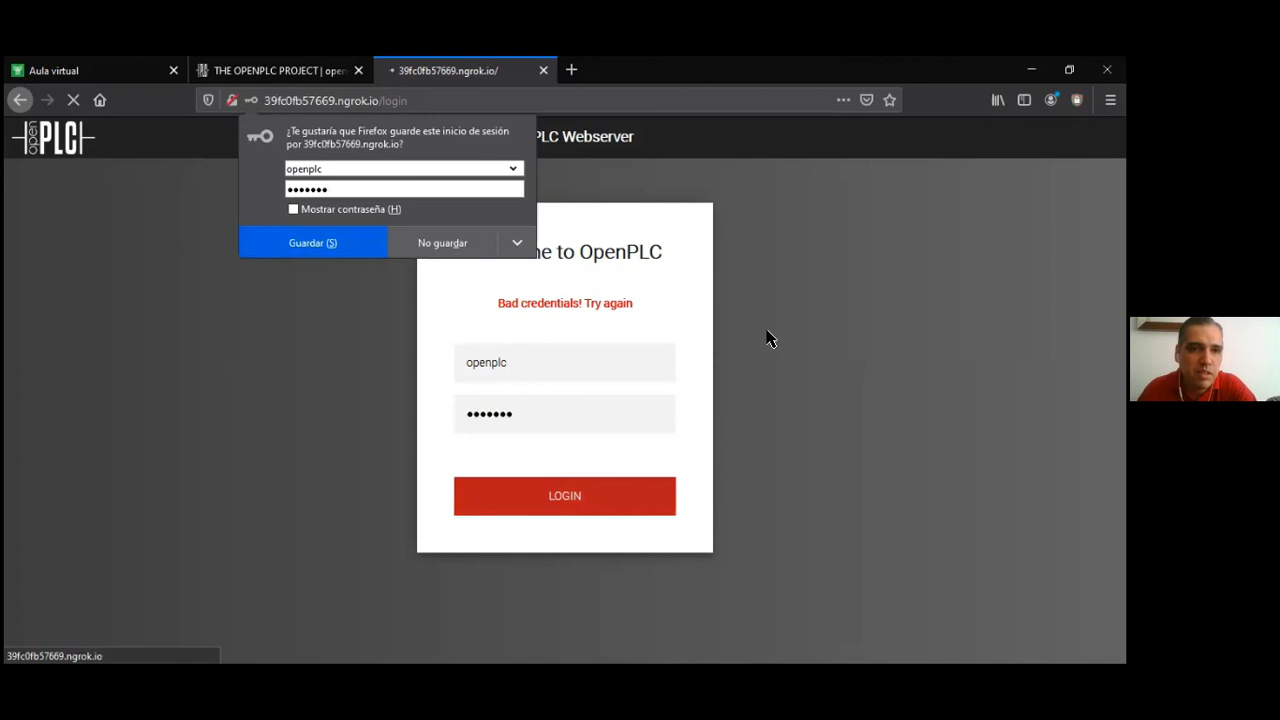 Aula virtual
THE OPENPLC PROJECT | open
39fc0fb57669.ngrok.io/
39fc0fb57669.ngrok.io/login
open
PLC
PLC Webserver
¿Te gustaría que Firefox guarde este inicio de sesión
por 39fc0fb57669.ngrok.io?
openplc
•••••••
Mostrar contraseña (H)
Guardar (S)
No guardar
me to OpenPLC
Bad credentials! Try again
openplc
•••••••
LOGIN
39fc0fb57669.ngrok.io